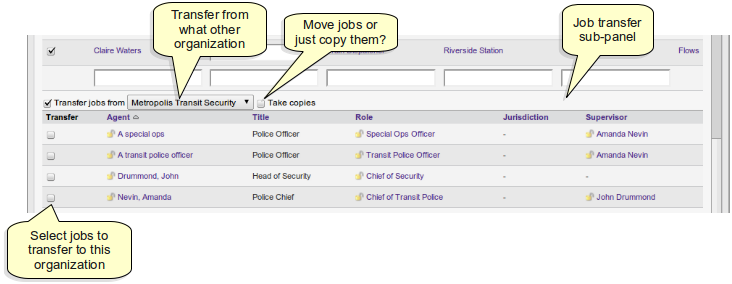 Transfer from
what other
organization
Move jobs or
just copy them?
Job transfer
sub-panel
Claire Waters
Riverside Station
Flows
Transfer jobs from Metropolis Transit Security Take copies
Transfer Agent Title Role Jurisdiction Supervisor
A special ops Police Officer Special Ops Officer - Amanda Nevin
A transit police officer Police Officer Transit Police Officer - Amanda Nevin
Drummond, John Head of Security Chief of Security - -
Nevin, Amanda Police Chief Chief of Transit Police - John Drummond
Select jobs to
transfer to this
organization